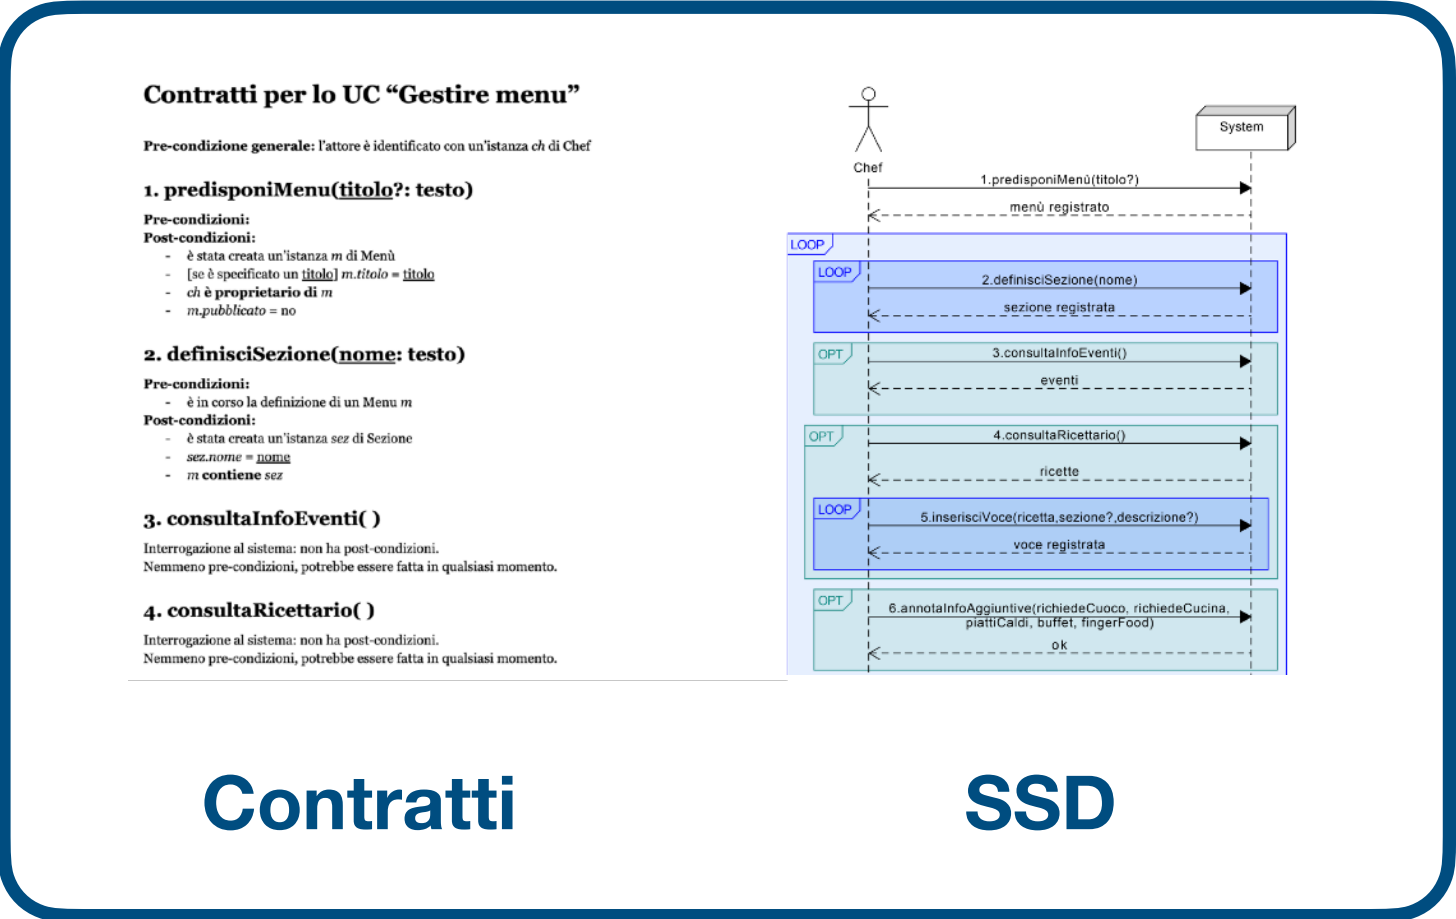 Contratti per lo UC “Gestire menu”
Pre-condizione generale: l'attore è identificato con un'istanza ch di Chef
1. predisponiMenu(titolo?: testo)
Pre-condizioni:
Post-condizioni:
- è stata creata un'istanza m di Menù
- [se è specificato un titolo] m.titolo = titolo
- ch è proprietario di m
- m.pubblicato = no
2. definisciSezione(nome: testo)
Pre-condizioni:
- è in corso la definizione di un Menu m
Post-condizioni:
- è stata creata un'istanza sez di Sezione
- sez.nome = nome
- m contiene sez
3. consultaInfoEventi( )
Interrogazione al sistema: non ha post-condizioni.
Nemmeno pre-condizioni, potrebbe essere fatta in qualsiasi momento.
4. consultaRicettario( )
Interrogazione al sistema: non ha post-condizioni.
Nemmeno pre-condizioni, potrebbe essere fatta in qualsiasi momento.
Chef
System
1.predisponiMenù(titolo?)
menù registrato
LOOP
LOOP
2.definisciSezione(nome)
sezione registrata
OPT
3.consultaInfoEventi()
eventi
OPT
4.consultaRicettario()
ricette
LOOP
5.inserisciVoce(ricetta,sezione?,descrizione?)
voce registrata
OPT
6.annotaInfoAggiuntive(richiedeCuoco, richiedeCucina,
piattiCaldi, buffet, fingerFood)
ok
Contratti
SSD